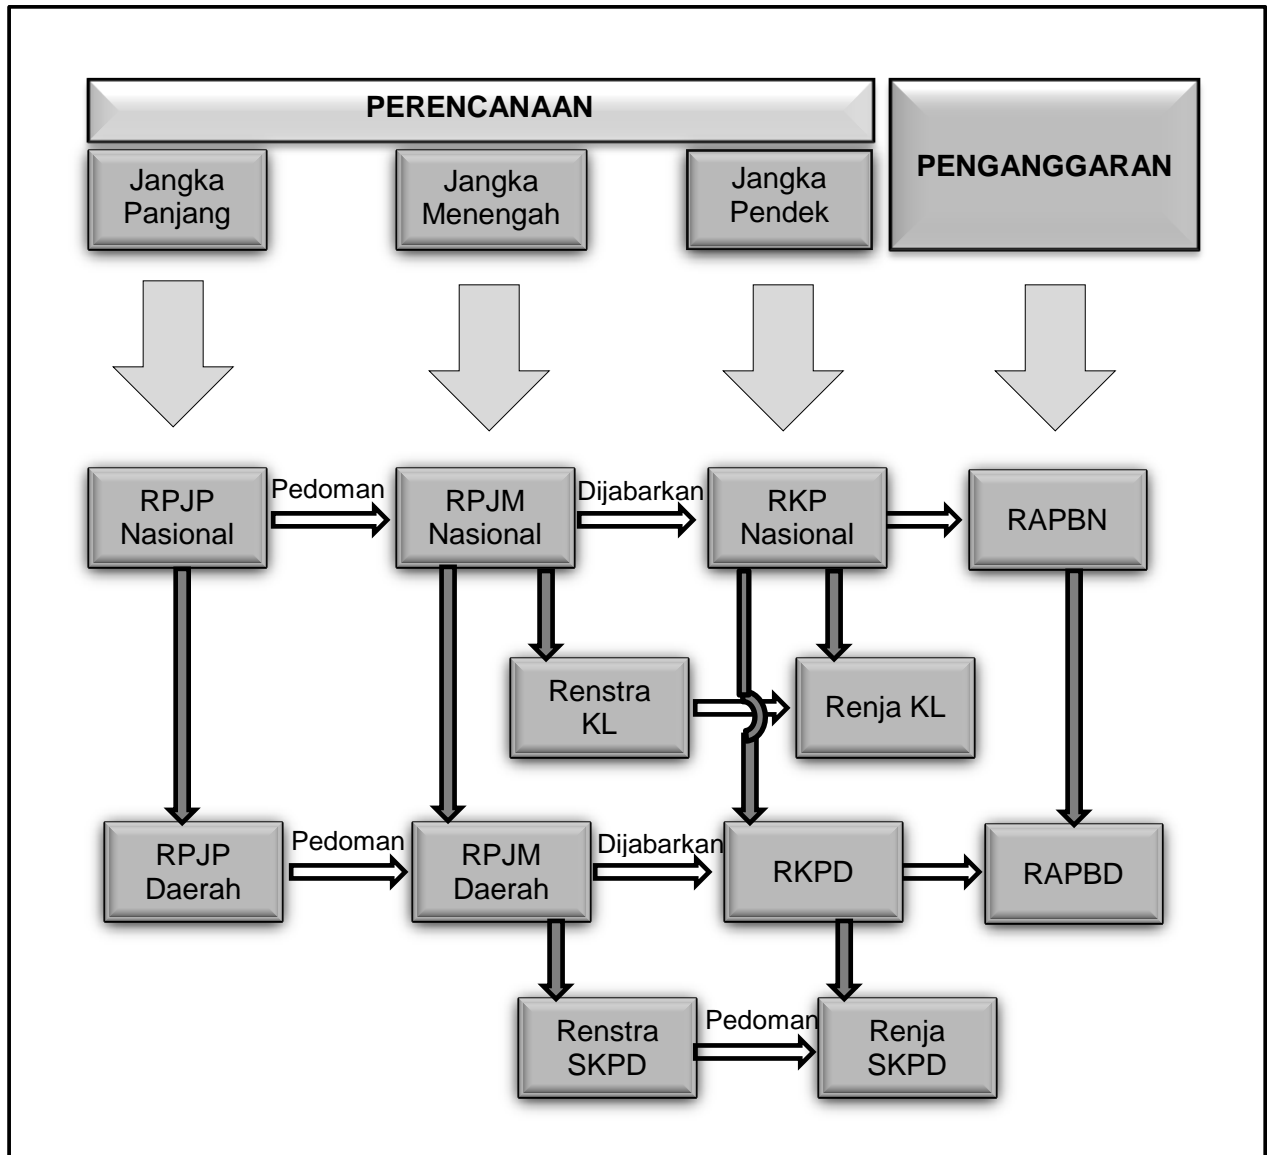 PERENCANAAN
PENGANGGARAN
Jangka
Panjang
Jangka
Menengah
Jangka
Pendek
RPJP
Nasional
Pedoman
RPJM
Nasional
Dijabarkan
RKP
Nasional
RAPBN
Renstra
KL
Renja KL
RPJP
Daerah
Pedoman
RPJM
Daerah
Dijabarkan
RKPD
RAPBD
Renstra
SKPD
Pedoman
Renja
SKPD